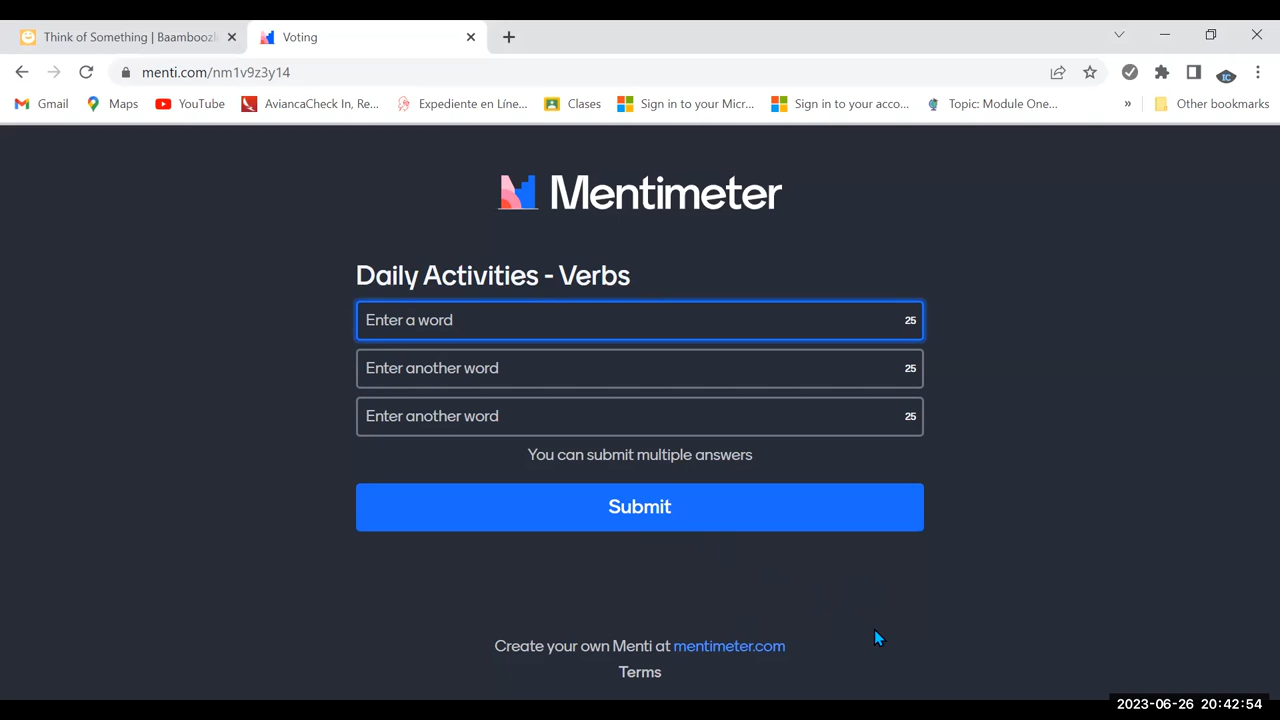 Think of Something | Baamboozl
Voting
menti.com/nm1v9z3y14
Gmail
Maps
YouTube
AviancaCheck In, Re...
Expediente en Líne...
Clases
Sign in to your Micr...
Sign in to your acco...
Topic: Module One...
»
Other bookmarks
IC
Mentimeter
Daily Activities - Verbs
Enter a word 25
Enter another word 25
Enter another word 25
You can submit multiple answers
Submit
Create your own Menti at mentimeter.com
Terms
2023-06-26 20:42:54